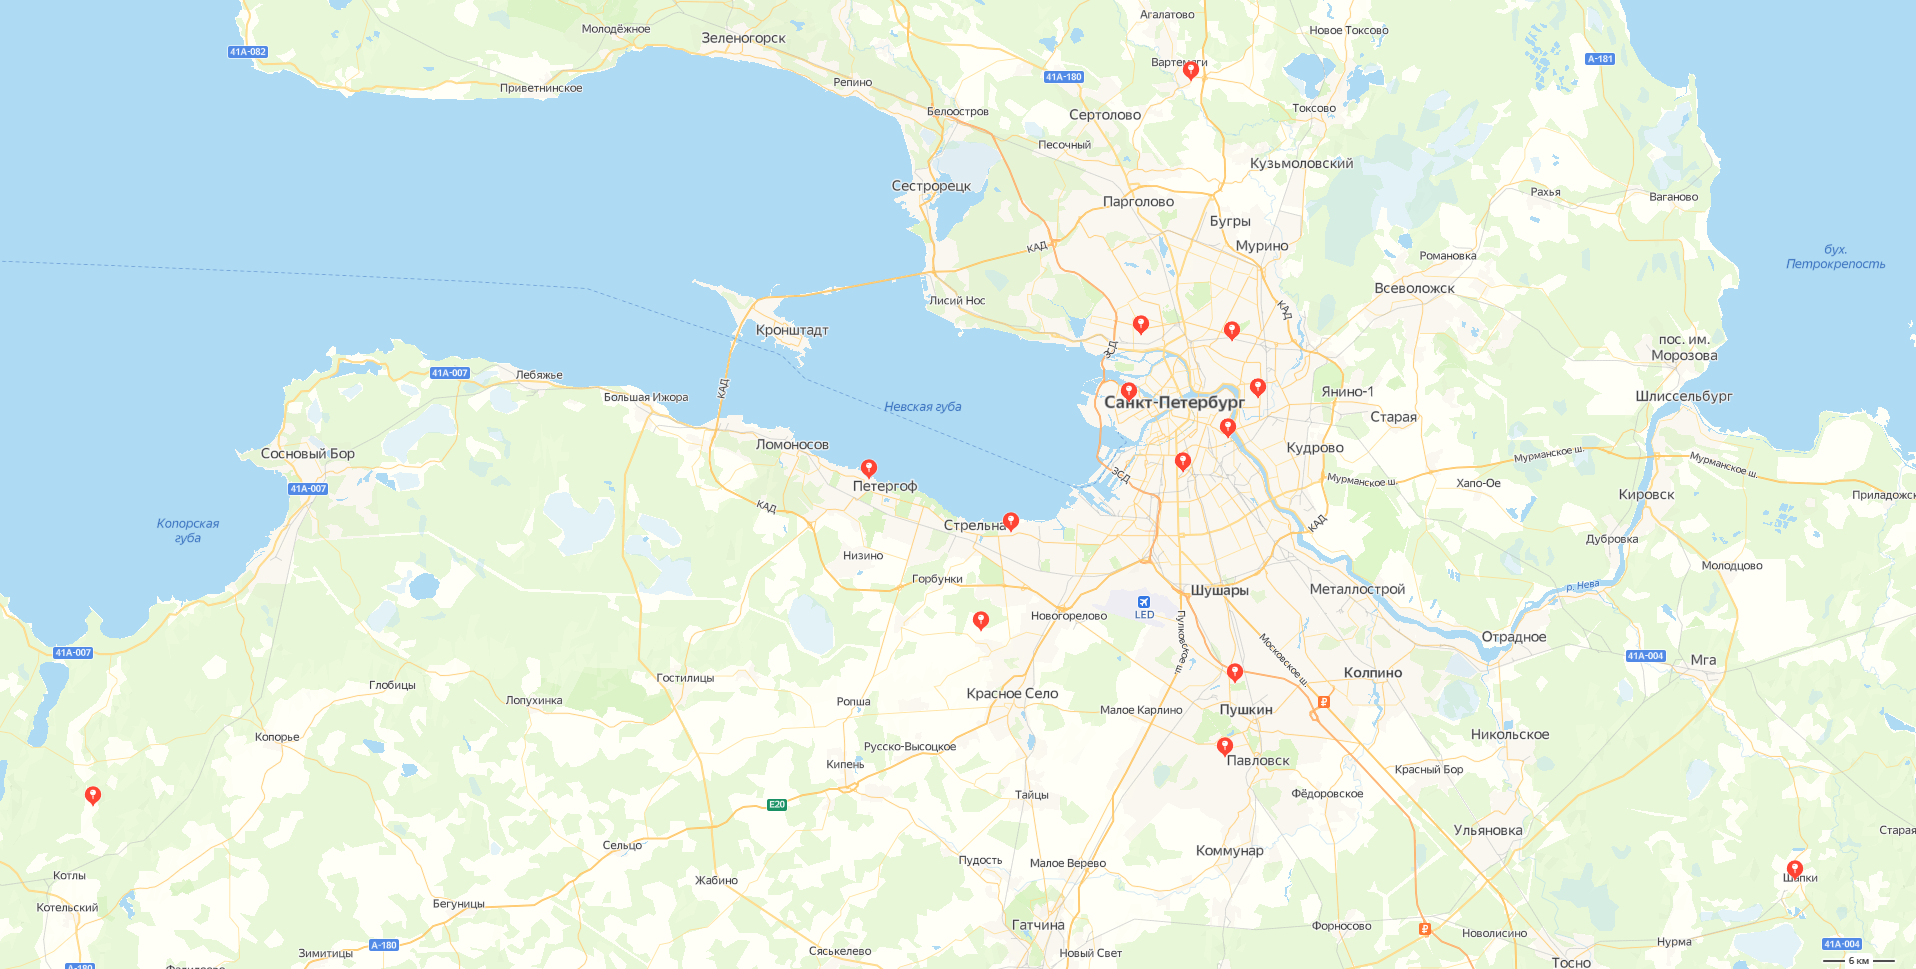 Агалатово
Молодёжное
Новое Токсово
Зеленогорск
41А-082
А-181
Вартемяги
41А-180
Репино
Приветнинское
Токсово
Белоостров
Сертолово
Песочный
Кузьмоловский
Сестрорецк
Рахья
Ваганово
Парголово
Бугры
КАД
Мурино
бух.
Петрокрепость
Романовка
Всеволожск
Лисий Нос
КАД
Кронштадт
пос. им.
Морозова
ЗСД
41А-007
Лебяжье
КАД
Большая Ижора
Янино-1
Шлиссельбург
Невская губа
Санкт-Петербург
Старая
Ломоносов
Кудрово
Сосновый Бор
Мурманское ш.
Мурманское ш.
ЗСД
Мурманское ш.
Хапо-Ое
Петергоф
41А-007
Кировск
Приладожск
КАД
Копорская
губа
Стрельна
КАД
Дубровка
Низино
Молодцово
Горбунки
р. Нева
Шушары
Металлострой
LED
Новогорелово
Пулковское ш.
Отрадное
41А-007
Московское ш.
41А-004
Мга
Колпино
Гостилицы
Глобицы
Красное Село
Лопухинка
Ропша
Малое Карлино
Пушкин
Копорье
Никольское
Русско-Высоцкое
Кипень
Павловск
Красный Бор
Тайцы
Фёдоровское
E20
Ульяновка
Старая
Сельцо
Коммунар
Пудость
Малое Верево
Котлы
Жабино
Шапки
Котельский
Бегуницы
Гатчина
Форносово
Новолисино
А-180
Нурма
41А-004
Зимитицы
Сяськелево
Новый Свет
6 км
Тосно
А-180